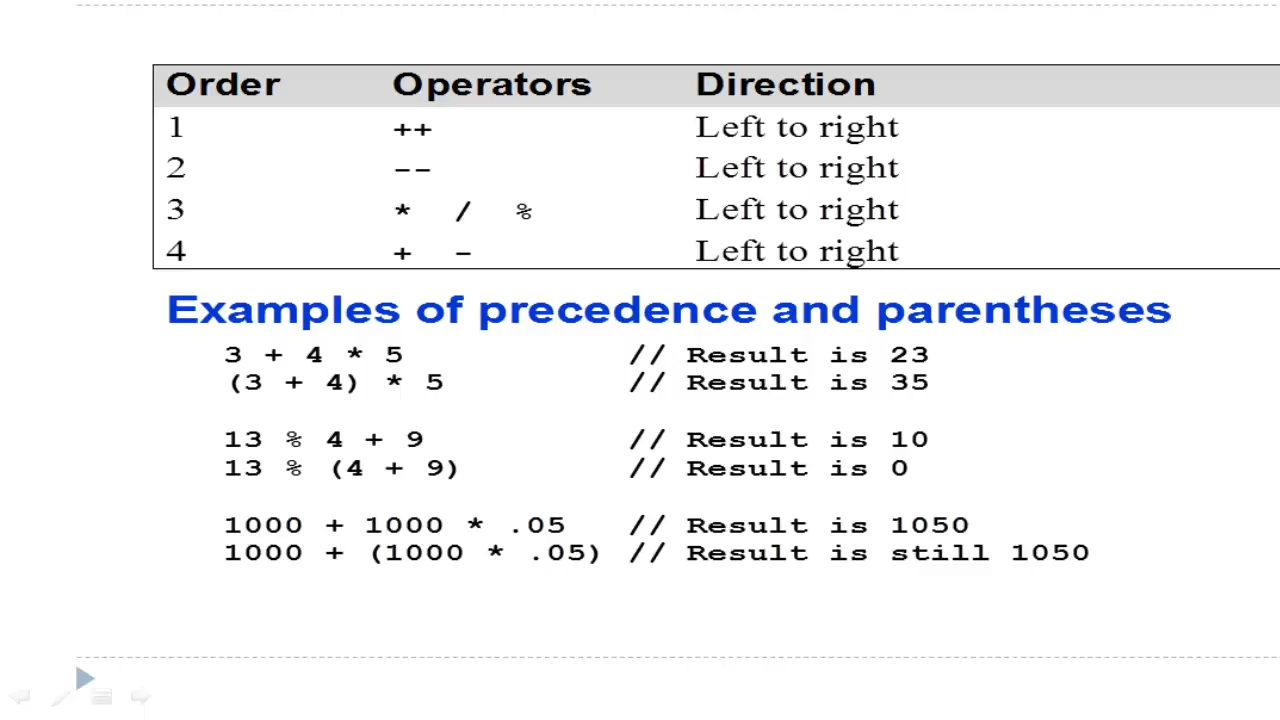 Order Operators Direction
1 ++ Left to right
2 -- Left to right
3 * / % Left to right
4 + - Left to right
Examples of precedence and parentheses
3 + 4 * 5 // Result is 23
(3 + 4) * 5 // Result is 35
13 % 4 + 9 // Result is 10
13 % (4 + 9) // Result is 0
1000 + 1000 * .05 // Result is 1050
1000 + (1000 * .05) // Result is still 1050